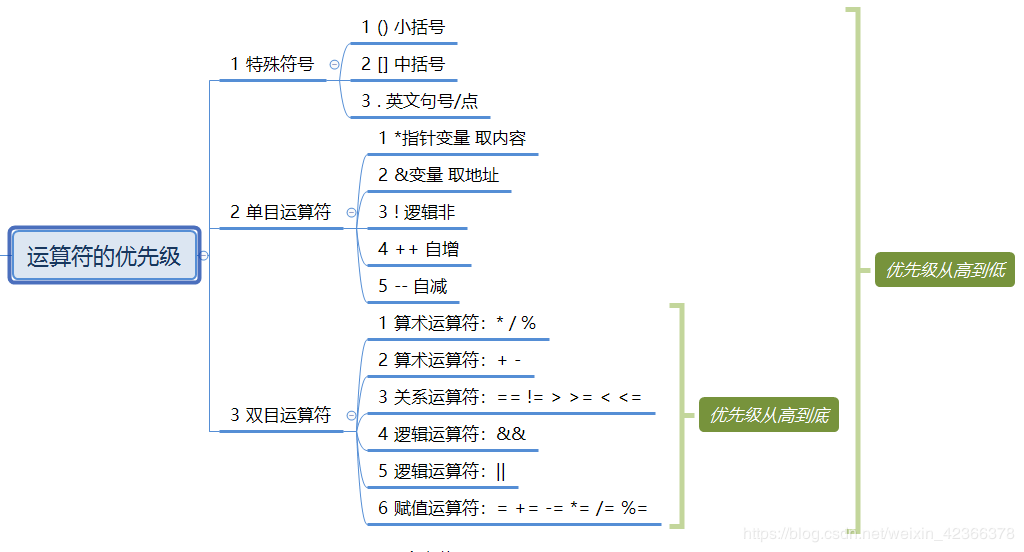 运算符的优先级
1 特殊符号
1 () 小括号
2 [] 中括号
3 . 英文句号/点
2 单目运算符
1 *指针变量 取内容
2 &变量 取地址
3 ! 逻辑非
4 ++ 自增
5 -- 自减
3 双目运算符
1 算术运算符：* / %
2 算术运算符：+ -
3 关系运算符：== != > >= < <=
4 逻辑运算符：&&
5 逻辑运算符：||
6 赋值运算符：= += -= *= /= %=
优先级从高到底
优先级从高到低
https://blog.csdn.net/weixin_42366378